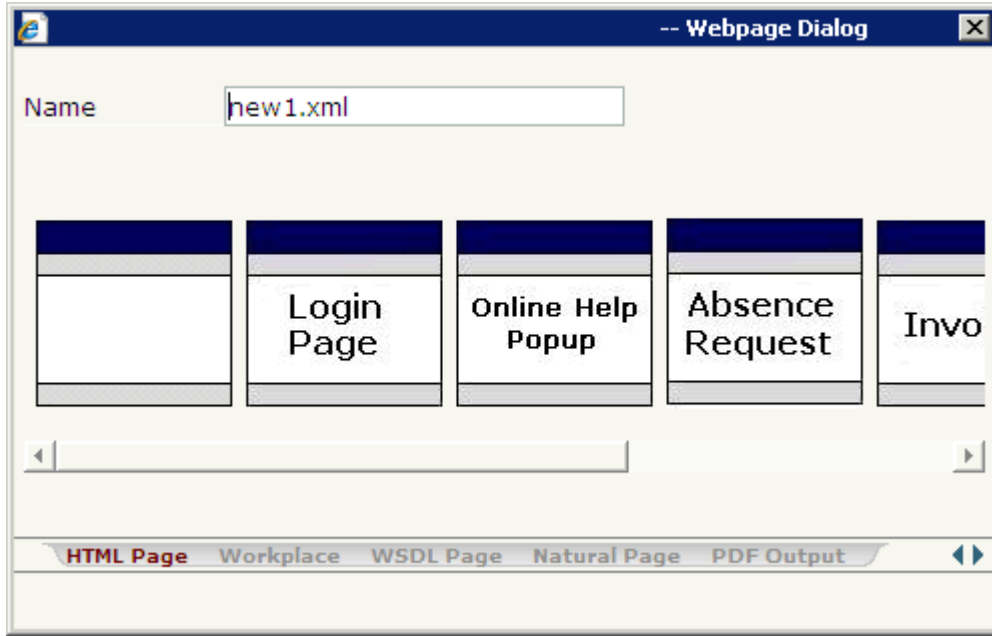 -- Webpage Dialog
Name new1.xml
Login
Page
Online Help
Popup
Absence
Request
Invo
HTML Page Workplace WSDL Page Natural Page PDF Output